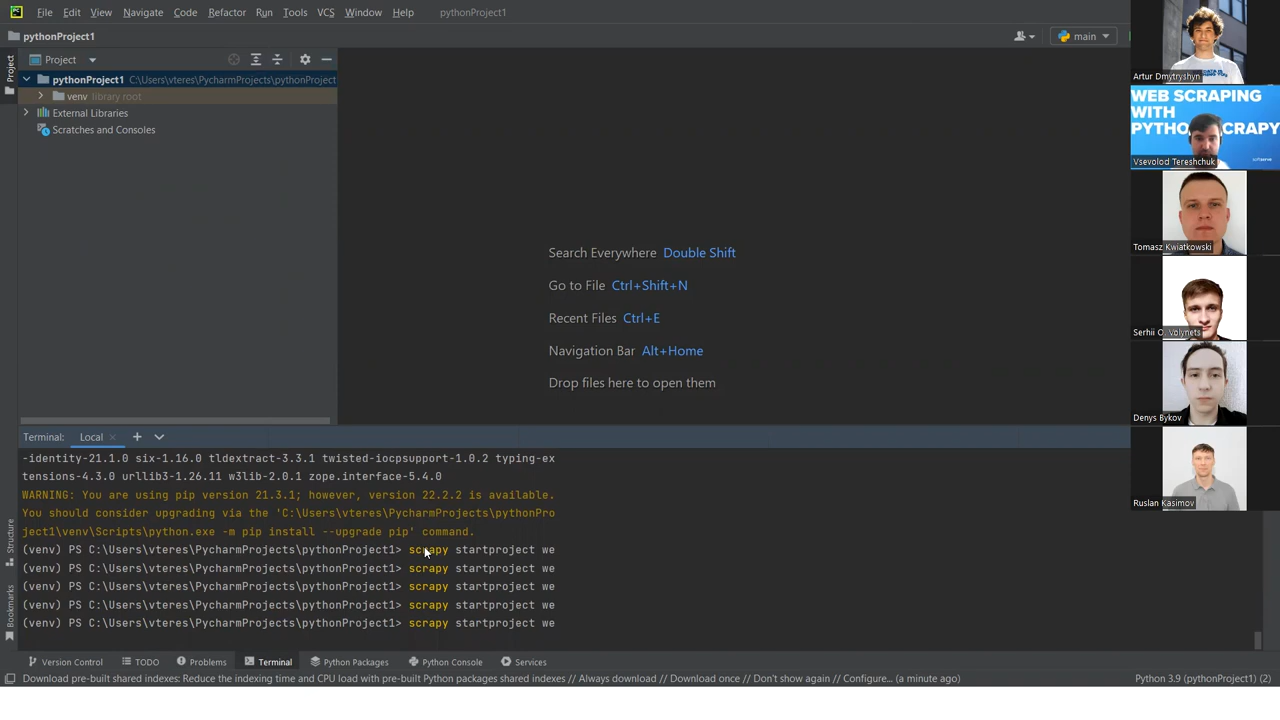 File Edit View Navigate Code Refactor Run Tools VCS Window Help pythonProject1
pythonProject1
main
Project
pythonProject1 C:\Users\vteres\PycharmProjects\pythonProject
venv library root
External Libraries
Scratches and Consoles
Project
Structure
Bookmarks
Search Everywhere Double Shift
Go to File Ctrl+Shift+N
Recent Files Ctrl+E
Navigation Bar Alt+Home
Drop files here to open them
Terminal: Local
-identity-21.1.0 six-1.16.0 tldextract-3.3.1 twisted-iocpsupport-1.0.2 typing-ex
tensions-4.3.0 urllib3-1.26.11 w3lib-2.0.1 zope.interface-5.4.0
WARNING: You are using pip version 21.3.1; however, version 22.2.2 is available.
You should consider upgrading via the 'C:\Users\vteres\PycharmProjects\pythonPro
ject1\venv\Scripts\python.exe -m pip install --upgrade pip' command.
(venv) PS C:\Users\vteres\PycharmProjects\pythonProject1> scrapy startproject we
(venv) PS C:\Users\vteres\PycharmProjects\pythonProject1> scrapy startproject we
(venv) PS C:\Users\vteres\PycharmProjects\pythonProject1> scrapy startproject we
(venv) PS C:\Users\vteres\PycharmProjects\pythonProject1> scrapy startproject we
(venv) PS C:\Users\vteres\PycharmProjects\pythonProject1> scrapy startproject we
Version Control TODO Problems Terminal Python Packages Python Console Services
Download pre-built shared indexes: Reduce the indexing time and CPU load with pre-built Python packages shared indexes // Always download // Download once // Don't show again // Configure... (a minute ago) Python 3.9 (pythonProject1) (2)
Artur Dmytryshyn
WEB SCRAPING
WITH
PYTHO CRAPY
softserve
Vsevolod Tereshchuk
Tomasz Kwiatkowski
Serhii O. Volynets
Denys Bykov
Ruslan Kasimov